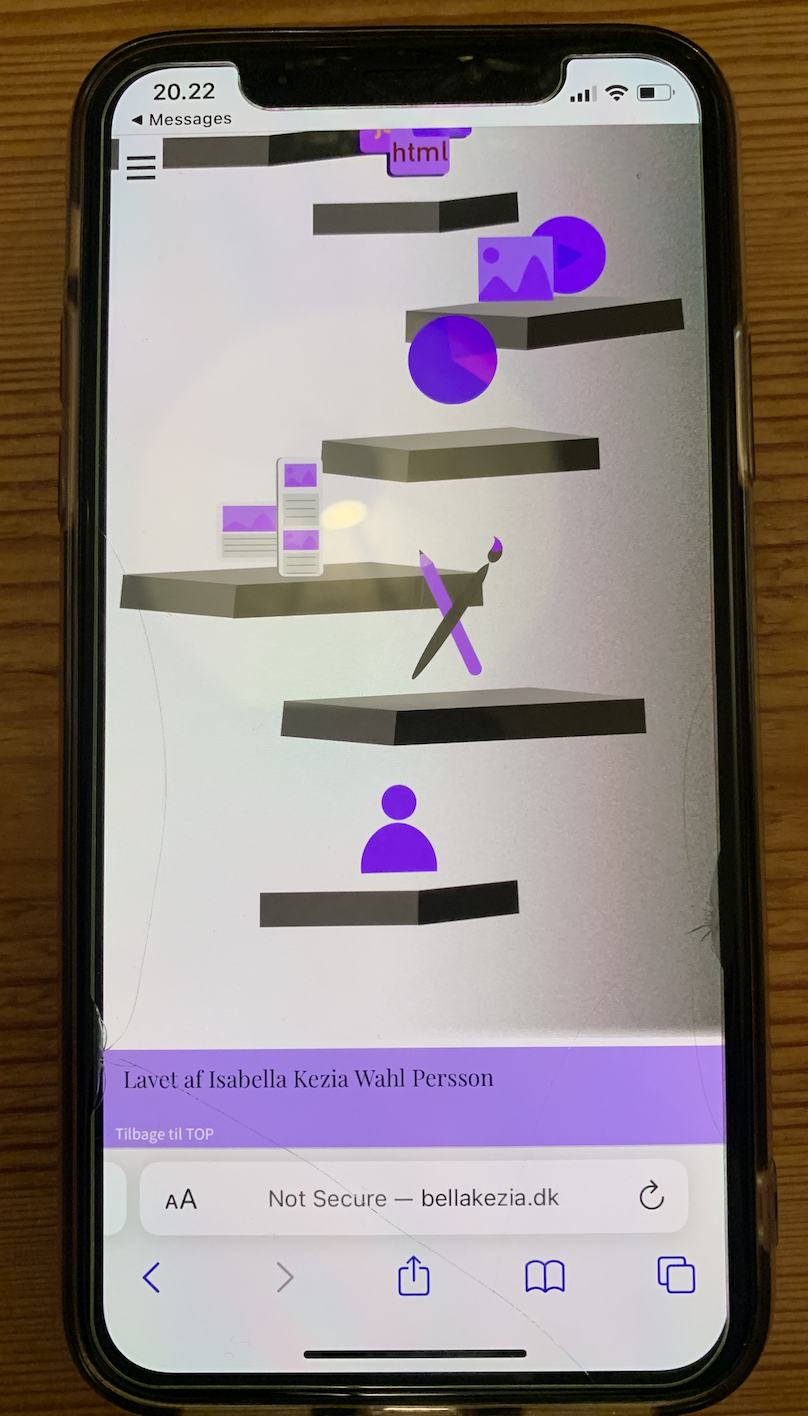 20.22
◀ Messages
html
Lavet af Isabella Kezia Wahl Persson
Tilbage til TOP
AA
Not Secure — bellakezia.dk